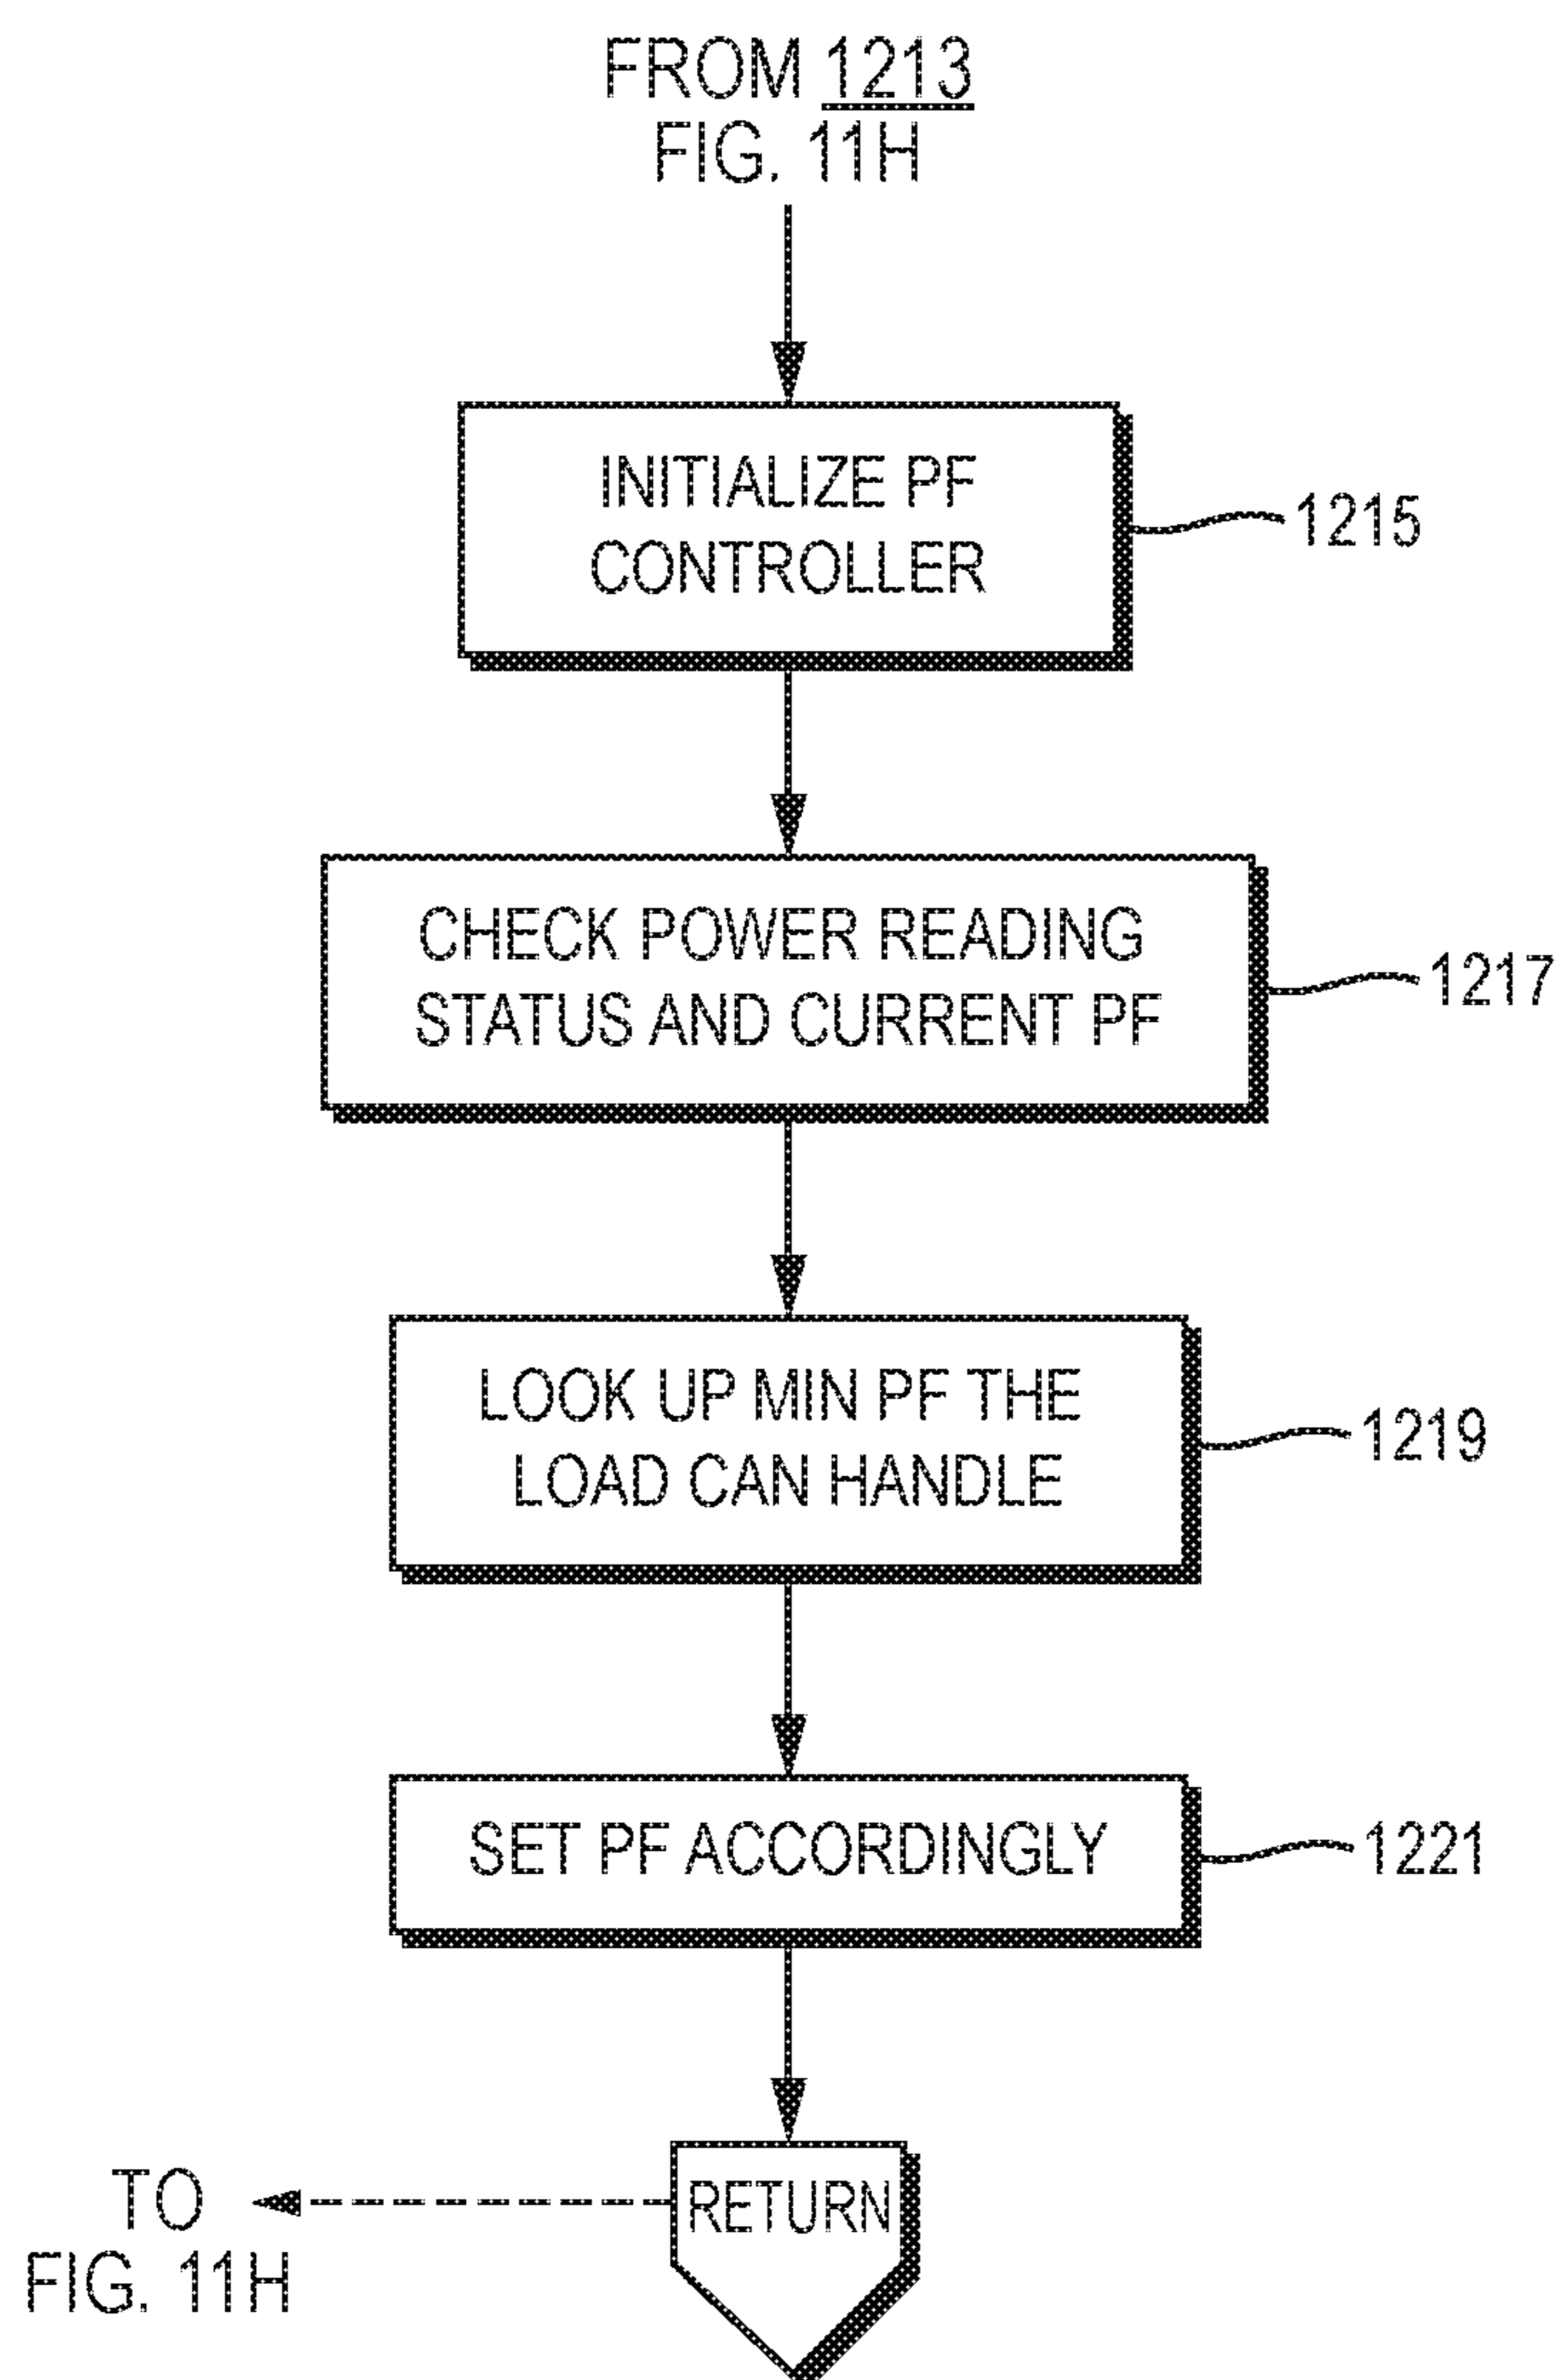 FROM 1213
FIG. 11H
INITIALIZE PF
CONTROLLER
1215
CHECK POWER READING
STATUS AND CURRENT PF
1217
LOOK UP MIN PF THE
LOAD CAN HANDLE
1219
SET PF ACCORDINGLY
1221
RETURN
TO
FIG. 11H